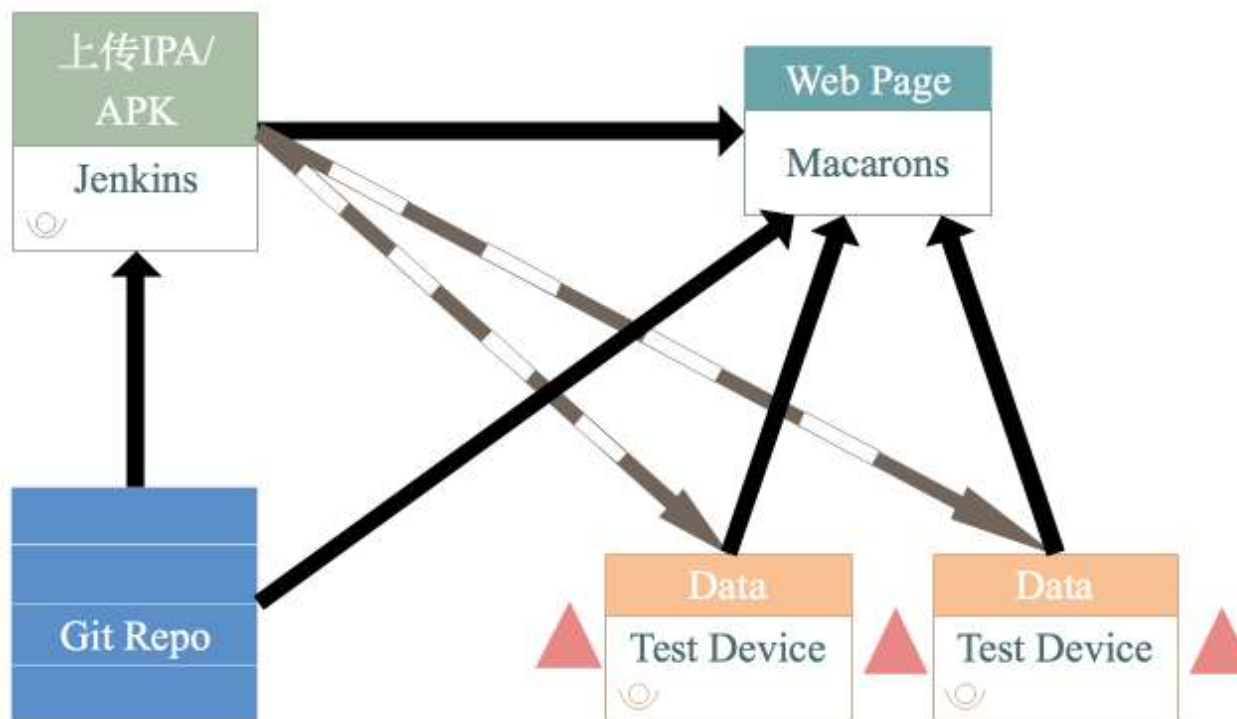 上传IPA/
APK
Jenkins
Web Page
Macarons
Git Repo
Data
Test Device
Data
Test Device